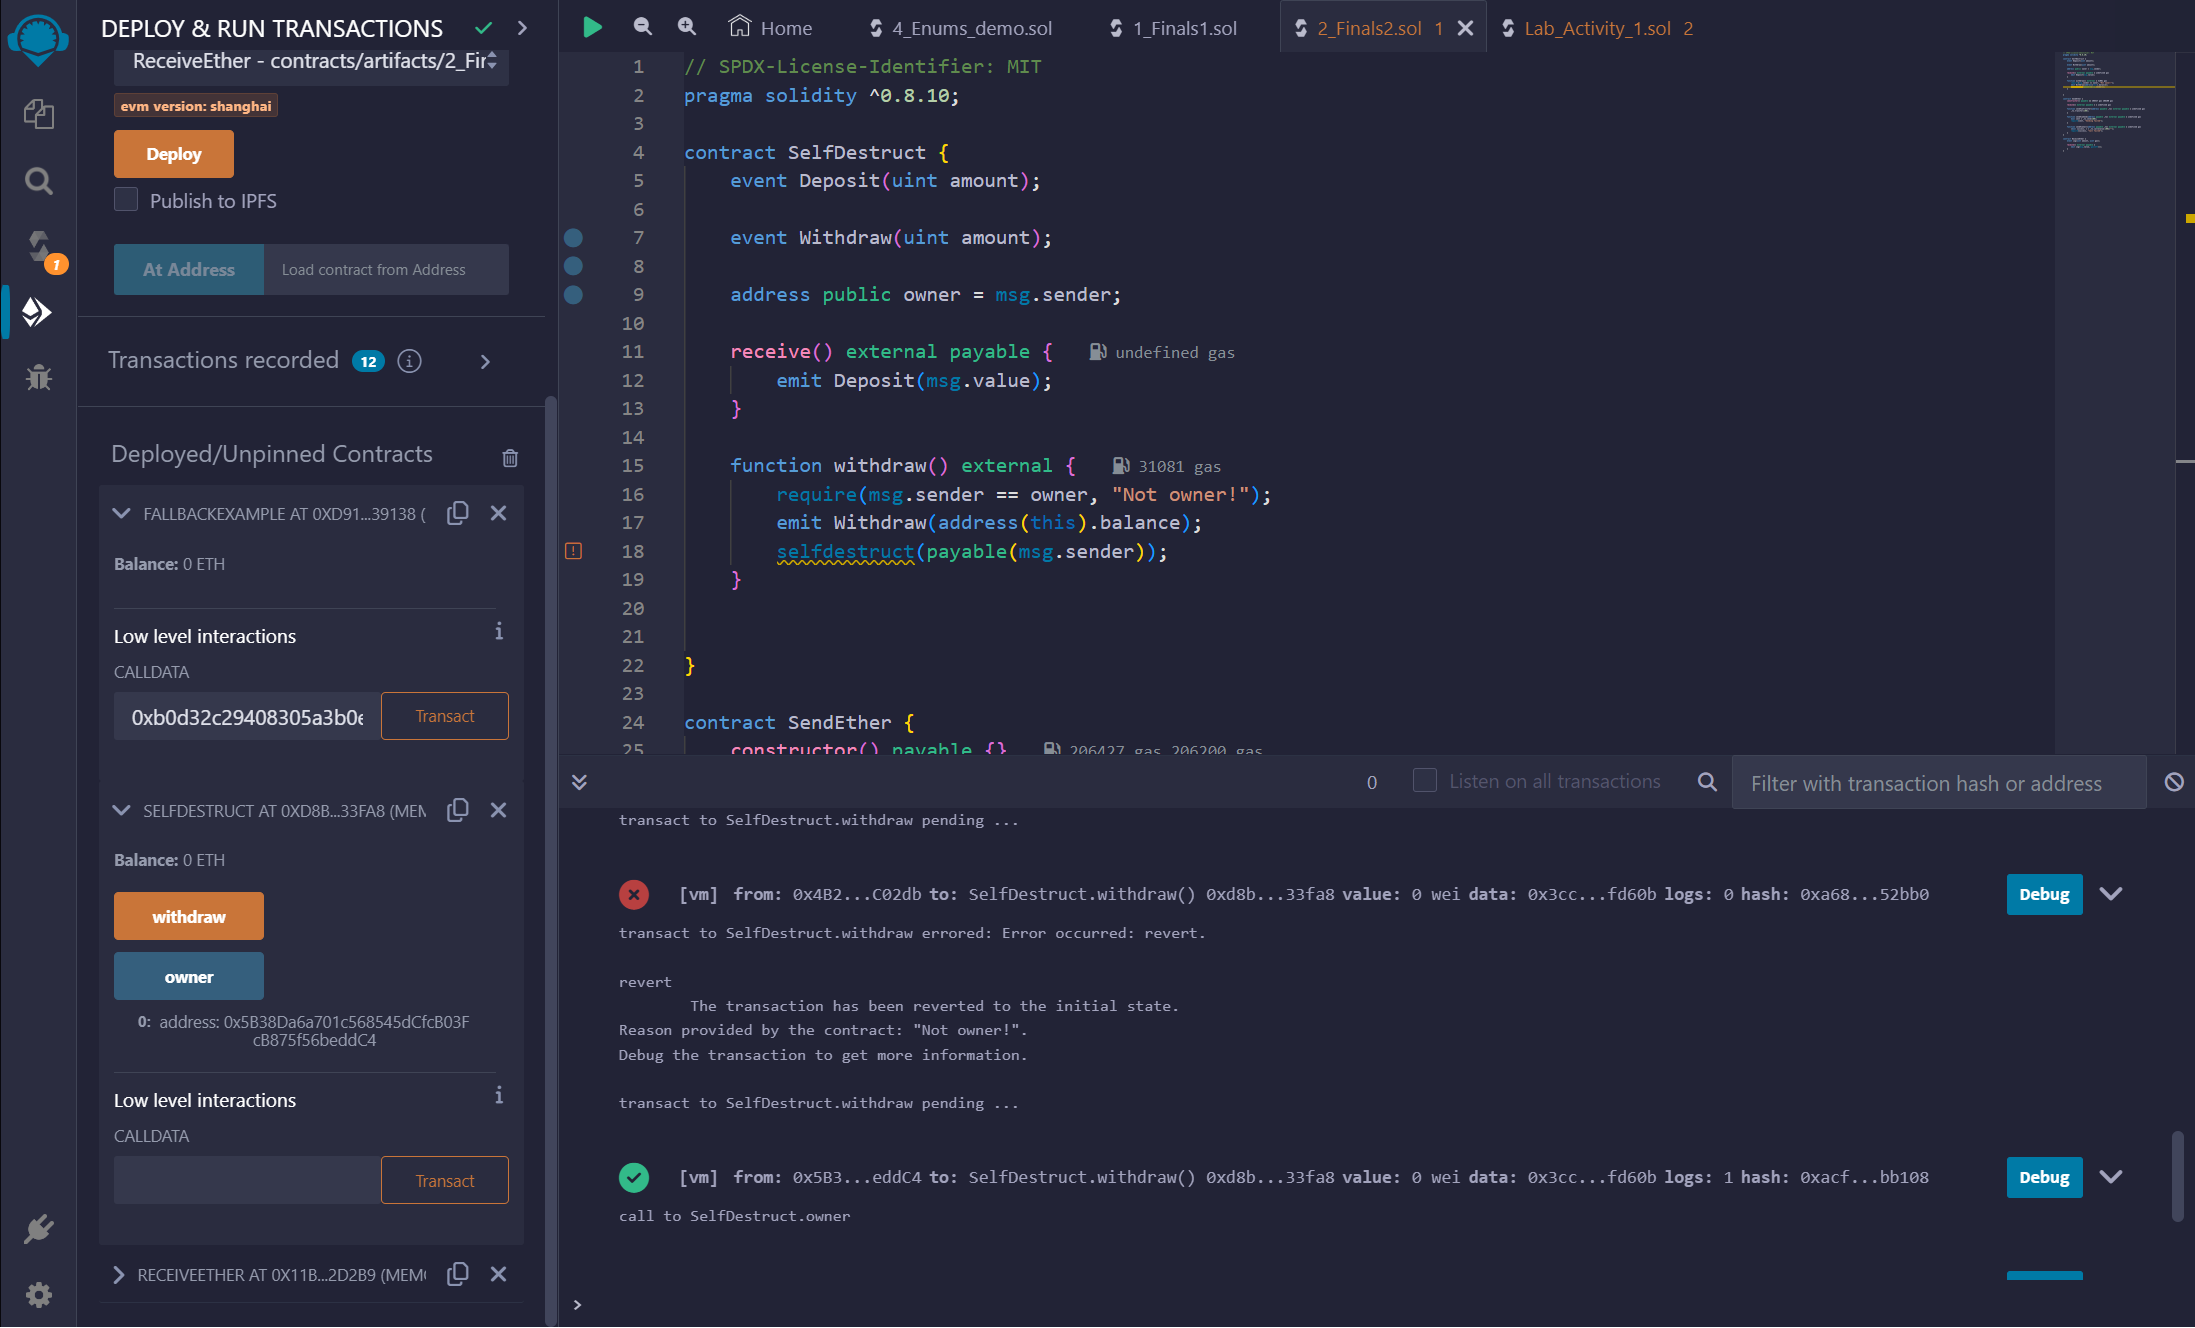 DEPLOY & RUN TRANSACTIONS
ReceiveEther - contracts/artifacts/2_Fir
evm version: shanghai
Deploy
Publish to IPFS
At Address
Load contract from Address
Transactions recorded 12
Deployed/Unpinned Contracts
FALLBACKEXAMPLE AT 0XD91...39138 (
Balance: 0 ETH
Low level interactions
CALLDATA
0xb0d32c29408305a3b0e
Transact
SELFDESTRUCT AT 0XD8B...33FA8 (MEM
Balance: 0 ETH
withdraw
owner
0: address: 0x5B38Da6a701c568545dCfcB03F
cB875f56beddC4
Low level interactions
CALLDATA
Transact
RECEIVEETHER AT 0X11B...2D2B9 (MEMO
1
Home
4_Enums_demo.sol
1_Finals1.sol
2_Finals2.sol 1
Lab_Activity_1.sol 2
1 // SPDX-License-Identifier: MIT
2 pragma solidity ^0.8.10;
3
4 contract SelfDestruct {
5 event Deposit(uint amount);
6
7 event Withdraw(uint amount);
8
9 address public owner = msg.sender;
10
11 receive() external payable { undefined gas
12 emit Deposit(msg.value);
13 }
14
15 function withdraw() external { 31081 gas
16 require(msg.sender == owner, "Not owner!");
17 emit Withdraw(address(this).balance);
18 selfdestruct(payable(msg.sender));
19 }
20
21
22 }
23
24 contract SendEther {
25 constructor() payable {} 206427 gas 206200 gas
0
Listen on all transactions
Filter with transaction hash or address
transact to SelfDestruct.withdraw pending ...
[vm] from: 0x4B2...C02db to: SelfDestruct.withdraw() 0xd8b...33fa8 value: 0 wei data: 0x3cc...fd60b logs: 0 hash: 0xa68...52bb0
Debug
transact to SelfDestruct.withdraw errored: Error occurred: revert.
revert
The transaction has been reverted to the initial state.
Reason provided by the contract: "Not owner!".
Debug the transaction to get more information.
transact to SelfDestruct.withdraw pending ...
[vm] from: 0x5B3...eddC4 to: SelfDestruct.withdraw() 0xd8b...33fa8 value: 0 wei data: 0x3cc...fd60b logs: 1 hash: 0xacf...bb108
Debug
call to SelfDestruct.owner
>